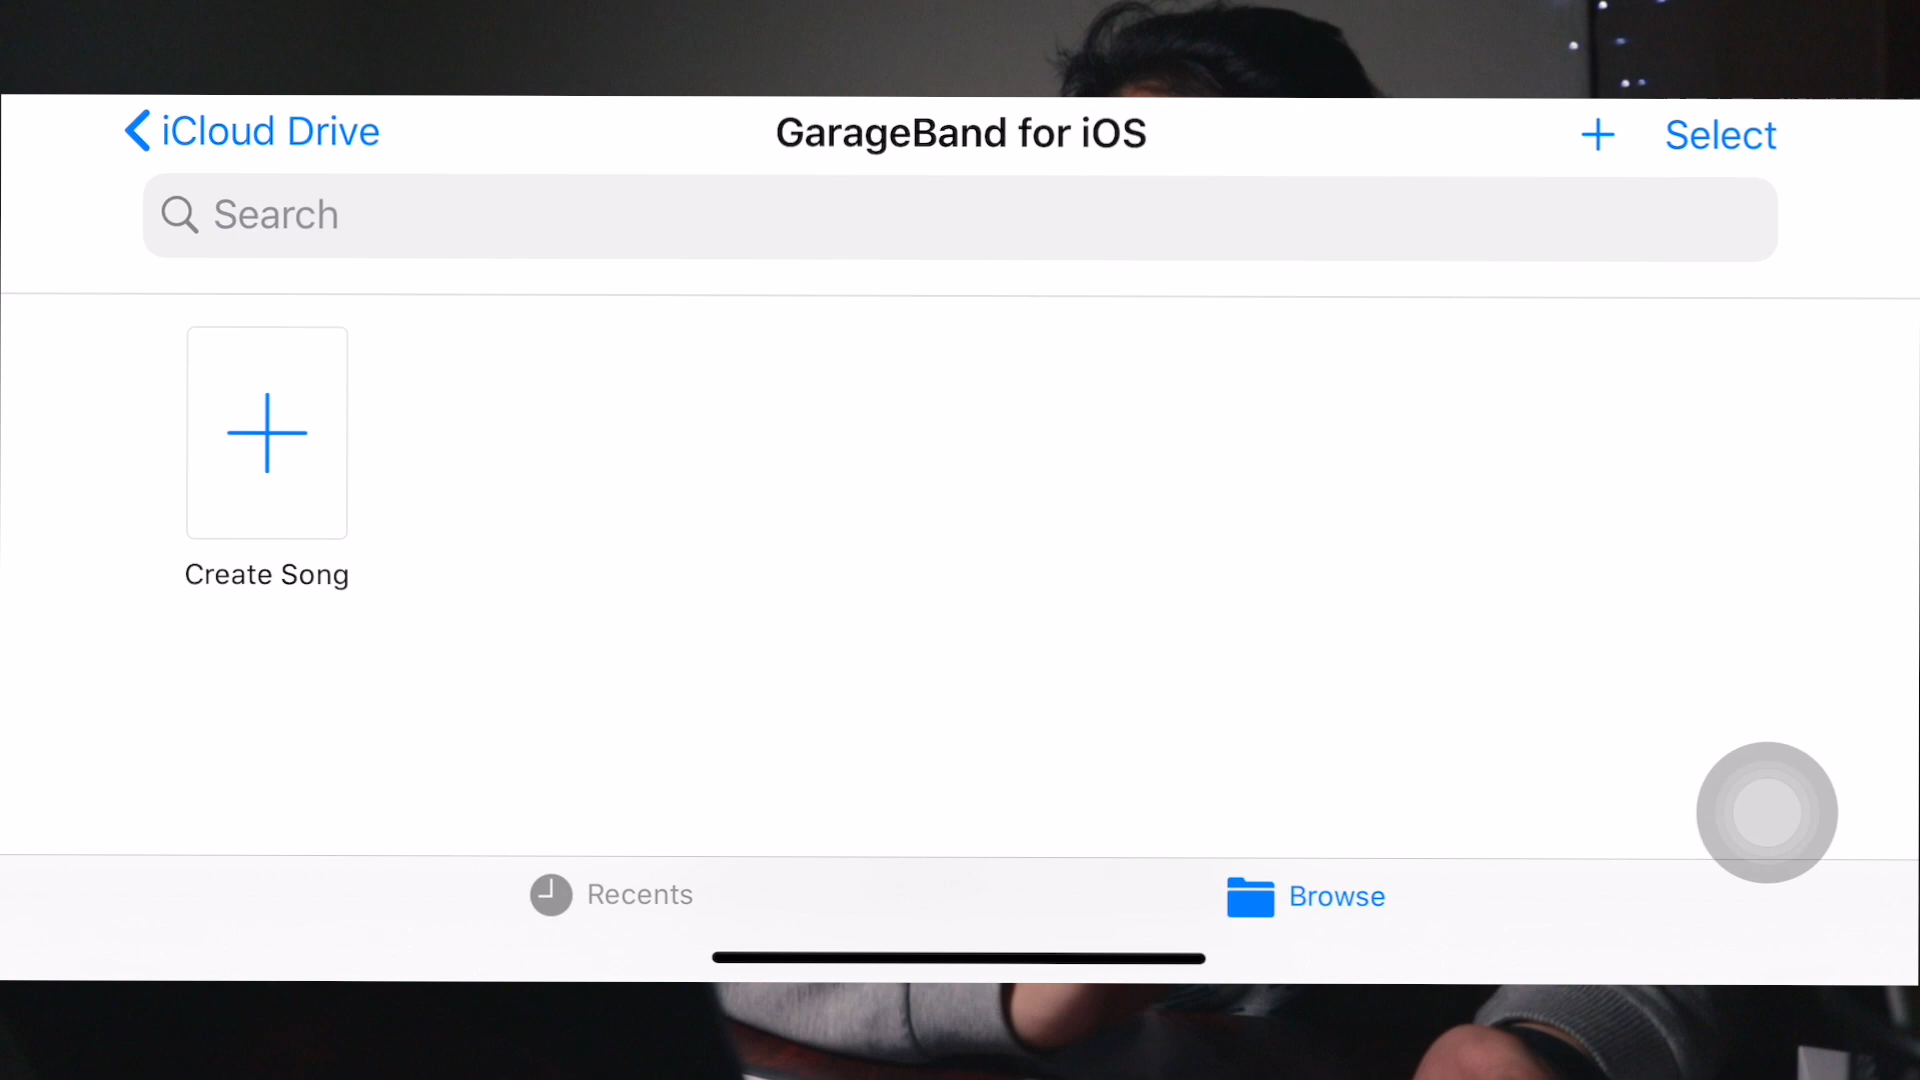 iCloud Drive
GarageBand for iOS
Select
Search
Create Song
Recents
Browse